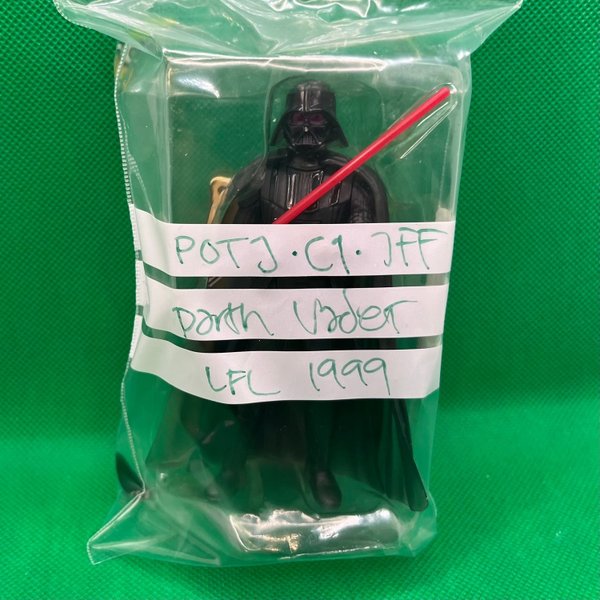 POTJ · C1 · JFF
Darth Vader
LFL 1999